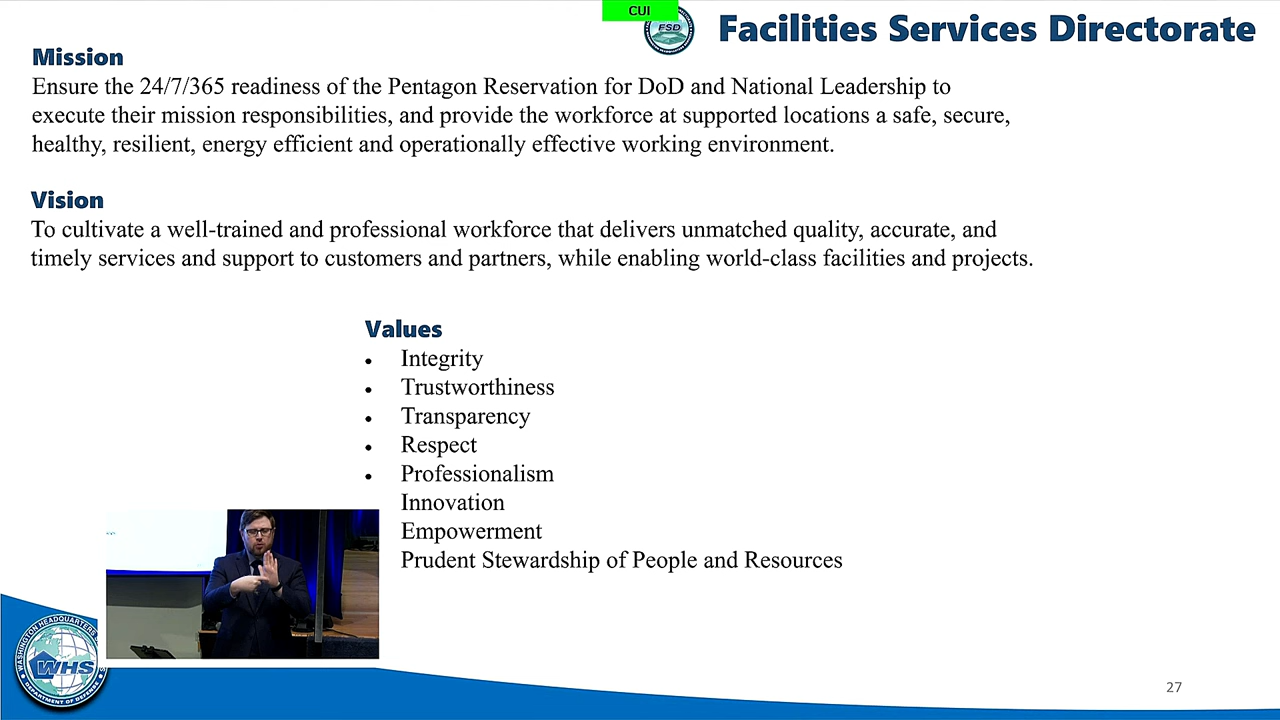 CUI
FSD
Facilities Services Directorate
Mission
Ensure the 24/7/365 readiness of the Pentagon Reservation for DoD and National Leadership to
execute their mission responsibilities, and provide the workforce at supported locations a safe, secure,
healthy, resilient, energy efficient and operationally effective working environment.
Vision
To cultivate a well-trained and professional workforce that delivers unmatched quality, accurate, and
timely services and support to customers and partners, while enabling world-class facilities and projects.
Values
• Integrity
• Trustworthiness
• Transparency
• Respect
• Professionalism
Innovation
Empowerment
Prudent Stewardship of People and Resources
WASHINGTON HEADQUARTERS
WHS
DEPARTMENT OF DEFENSE
27